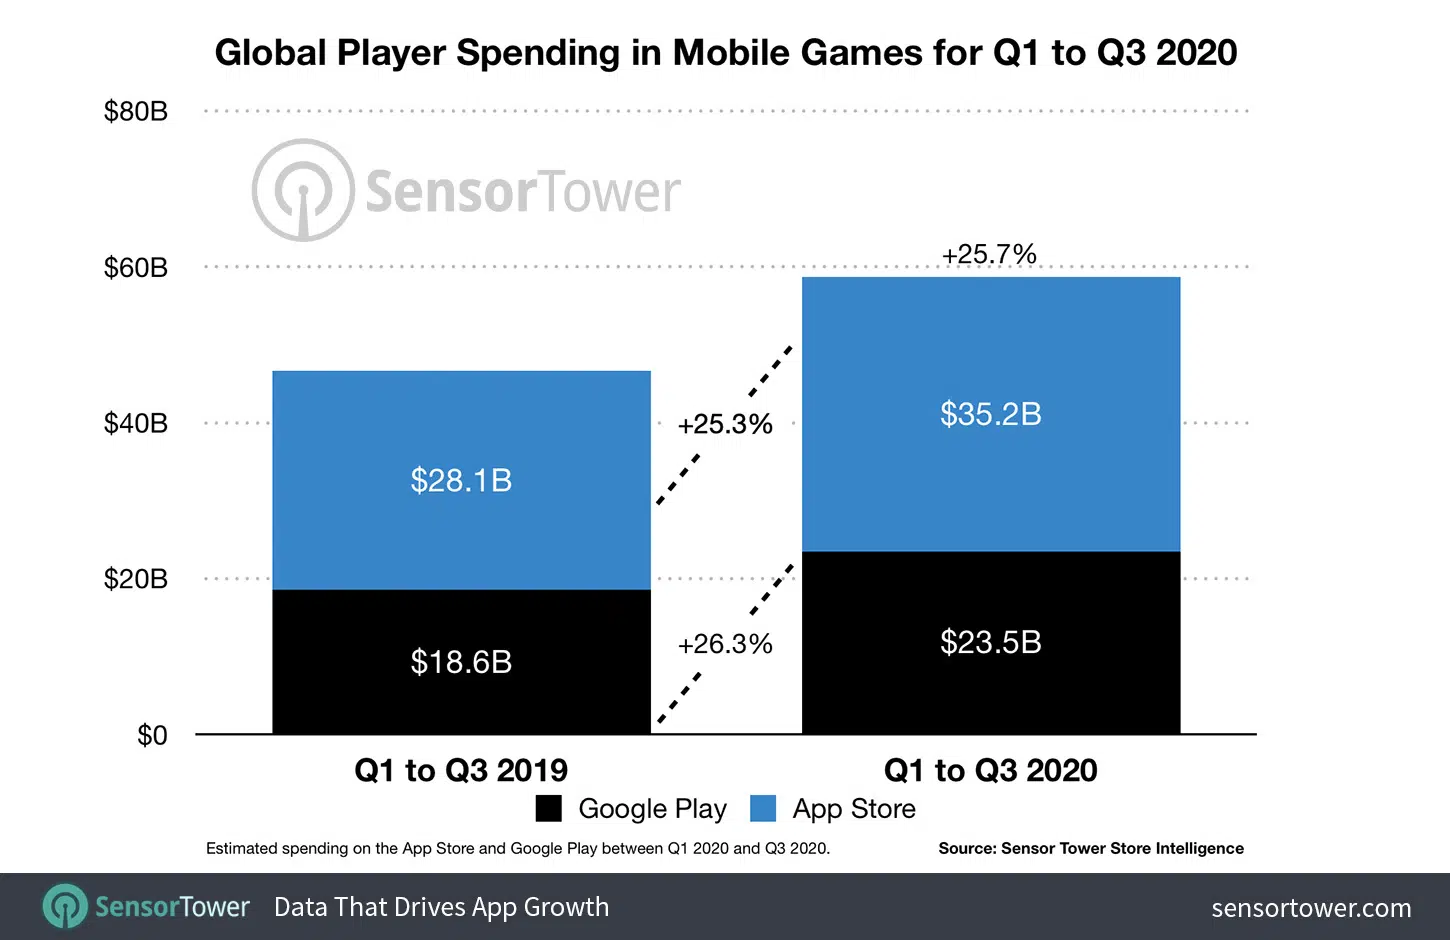 Global Player Spending in Mobile Games for Q1 to Q3 2020
$80B
SensorTower
$60B
+25.7%
$40B
+25.3%
$35.2B
$28.1B
$20B
+26.3%
$23.5B
$18.6B
$0
Q1 to Q3 2019
Q1 to Q3 2020
Google Play
App Store
Estimated spending on the App Store and Google Play between Q1 2020 and Q3 2020.
Source: Sensor Tower Store Intelligence
SensorTower
Data That Drives App Growth
sensortower.com